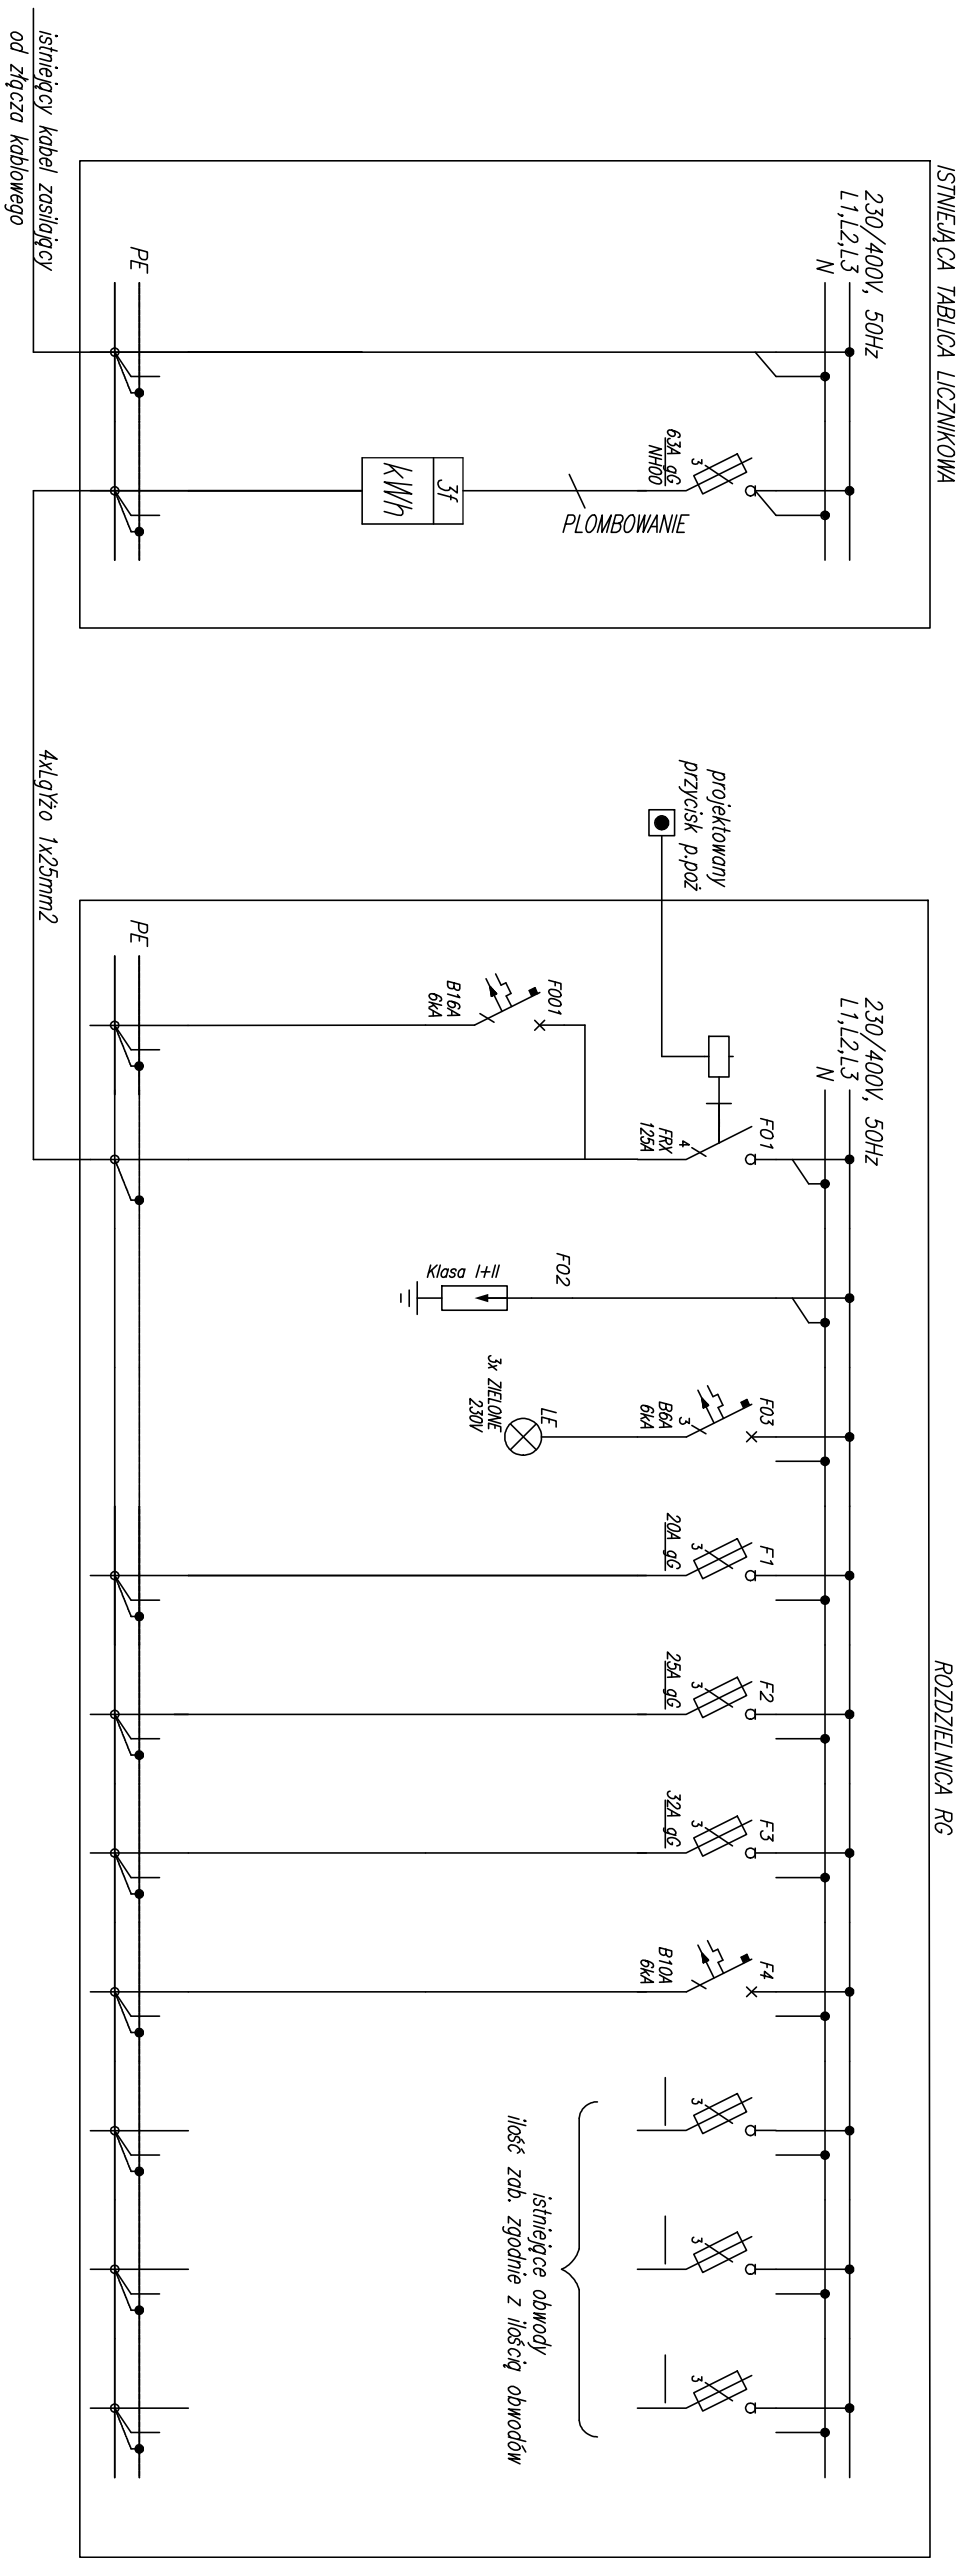 ISTNIEJĄCA TABLICA LICZNIKOWA
230/400V, 50Hz
L1,L2,L3
N
63A gG
NH00
3
PLOMBOWANIE
3f
kWh
PE
istniejący kabel zasilający
od złącza kablowego
4xLgYżo 1x25mm2
projektowany
przycisk p.poż
ROZDZIELNICA RG
230/400V, 50Hz
L1,L2,L3
N
PE
F001
B16A
6kA
F01
4
FRX
125A
F02
Klasa I+II
F03
3
B6A
6kA
LE
3x ZIELONE
230V
F1
3
20A gG
F2
3
25A gG
F3
3
32A gG
F4
B10A
6kA
3
3
3
istniejące obwody
ilość zab. zgodnie z ilością obwodów